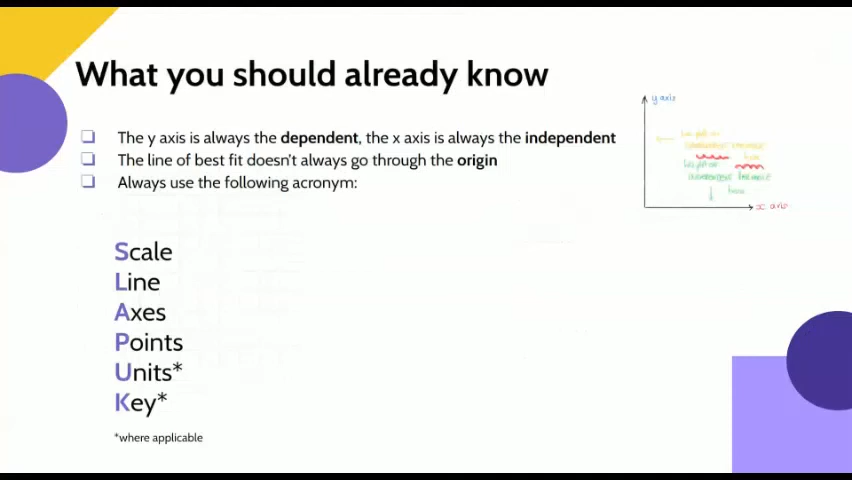 What you should already know
The y axis is always the dependent, the x axis is always the independent
The line of best fit doesn't always go through the origin
Always use the following acronym:
y axis
x axis
Scale
Line
Axes
Points
Units*
Key*
*where applicable